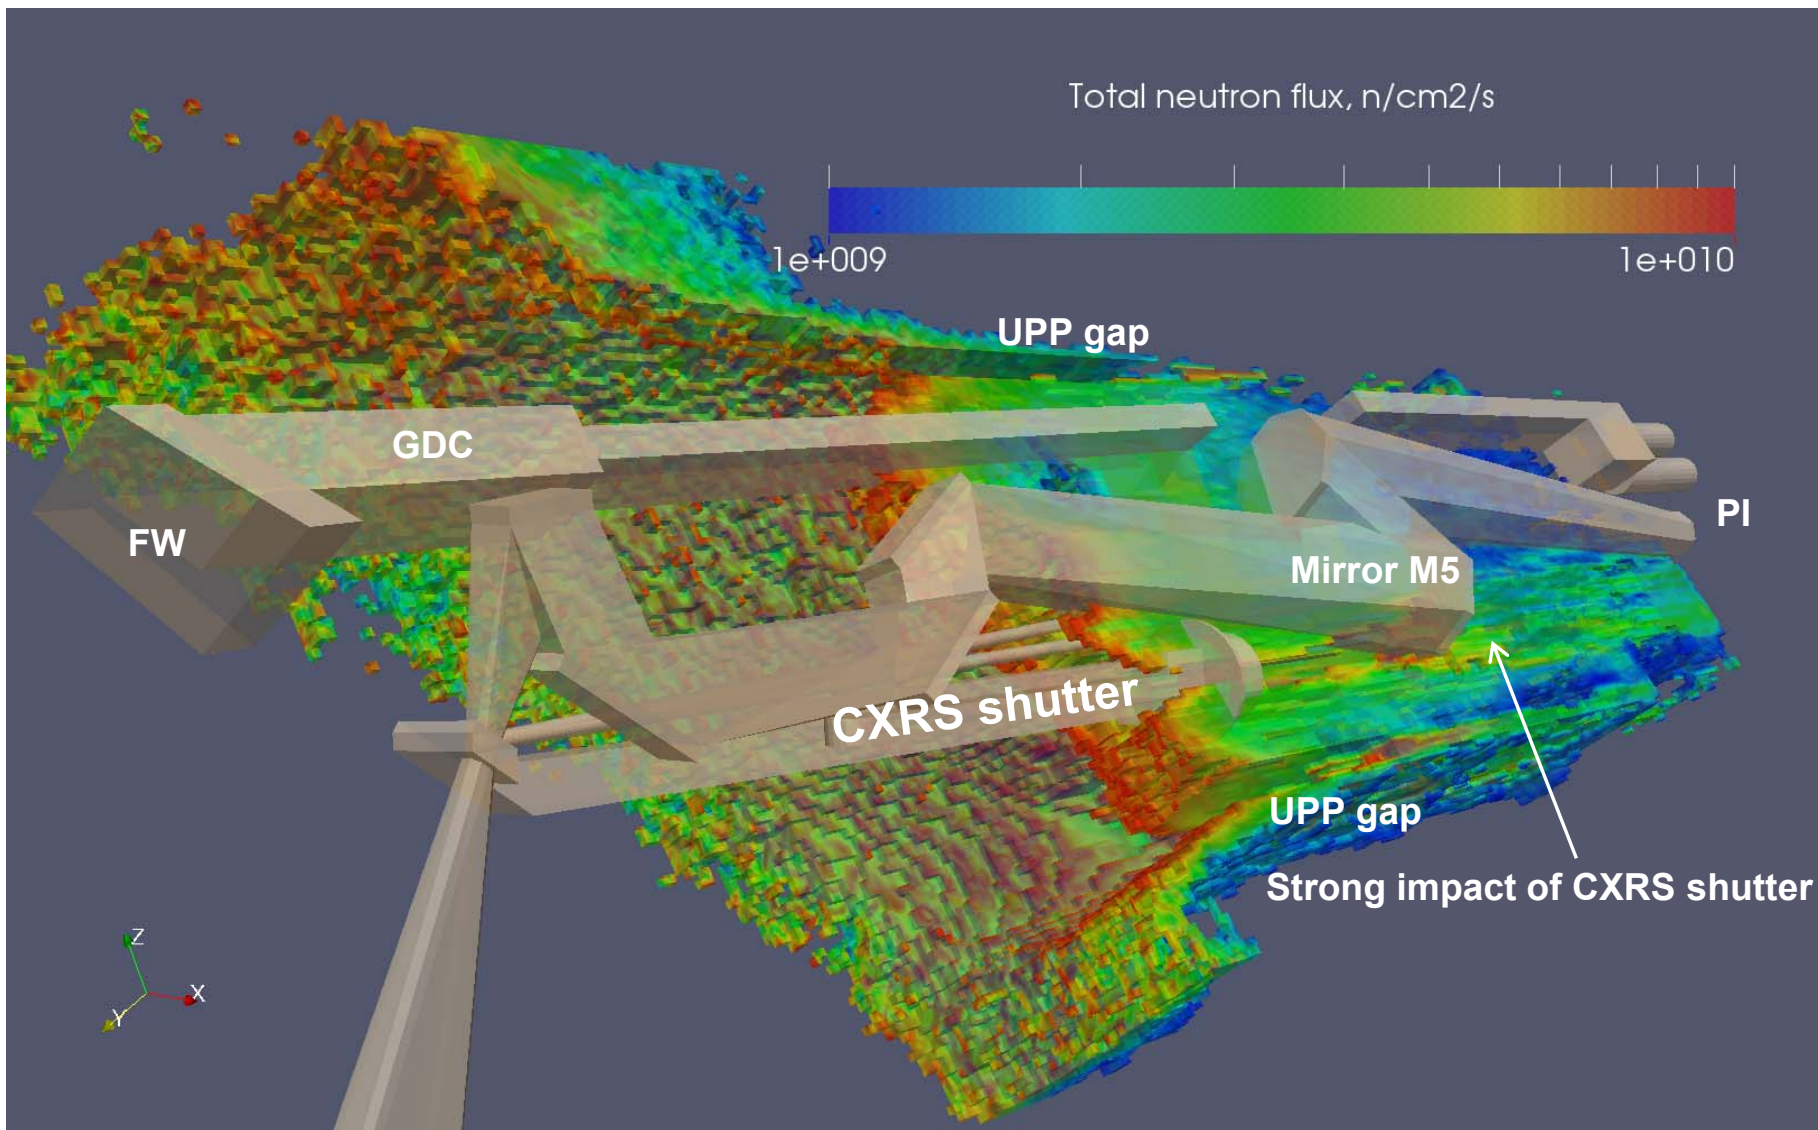 Total neutron flux, n/cm2/s
1e+009
1e+010
UPP gap
GDC
PI
FW
Mirror M5
CXRS shutter
UPP gap
Strong impact of CXRS shutter
Z
X
Y